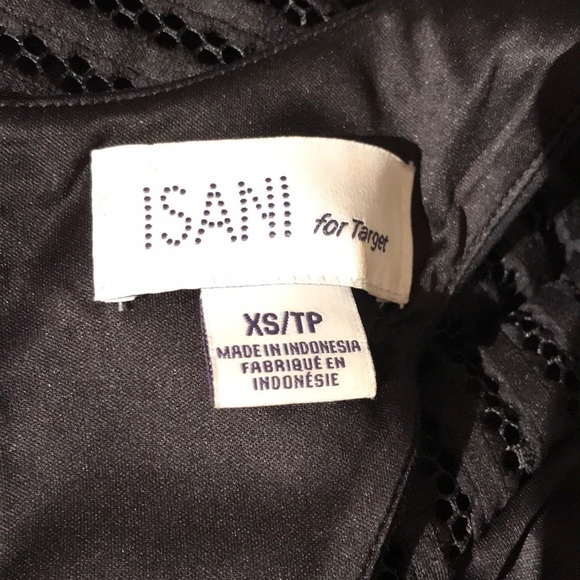 ISANI for Target
XS/TP
MADE IN INDONESIA
FABRIQUÉ EN
INDONÉSIE